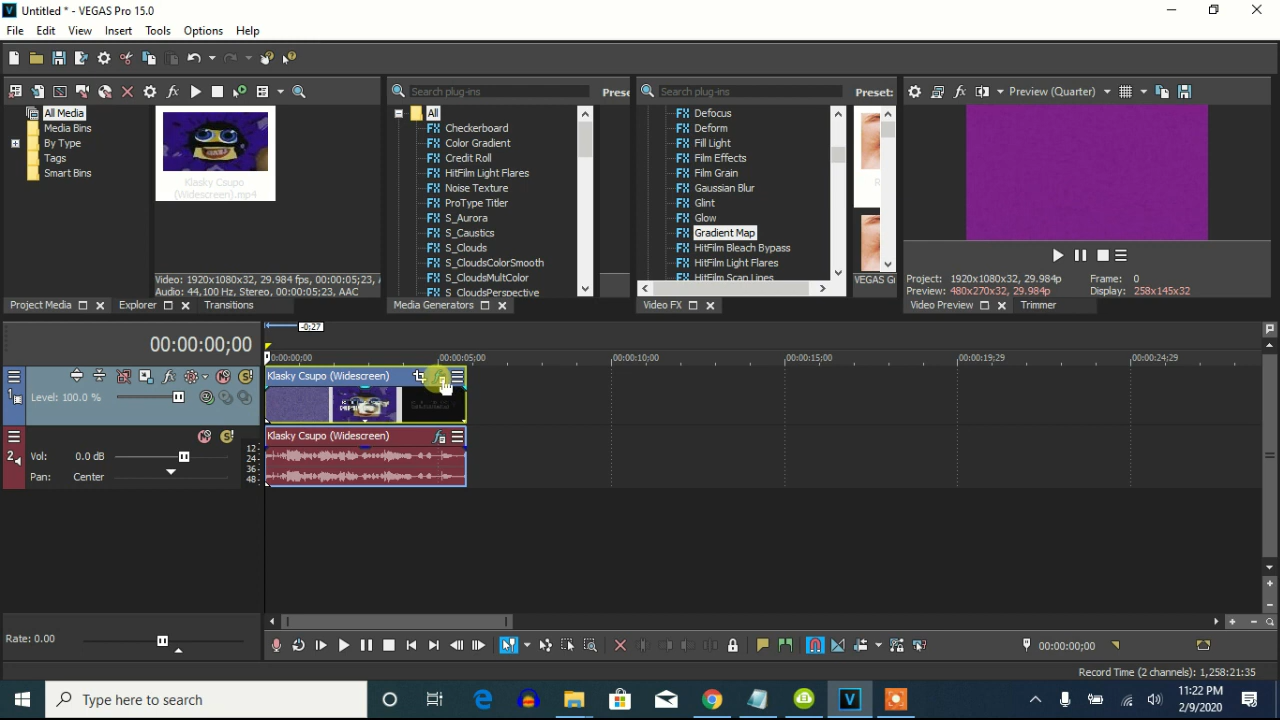 Untitled * - VEGAS Pro 15.0
File Edit View Insert Tools Options Help
All Media
Media Bins
By Type
Tags
Smart Bins
Klasky Csupo
(Widescreen).mp4
Video: 1920x1080x32, 29.984 fps, 00:00:05;23,
Audio: 44,100 Hz, Stereo, 00:00:05;23, AAC
Project Media Explorer Transitions
Search plug-ins Prese
All
Checkerboard
Color Gradient
Credit Roll
HitFilm Light Flares
Noise Texture
ProType Titler
S_Aurora
S_Caustics
S_Clouds
S_CloudsColorSmooth
S_CloudsMultColor
S_CloudsPerspective
Media Generators
Search plug-ins Preset:
Defocus
Deform
Fill Light
Film Effects
Film Grain
Gaussian Blur
Glint
Glow
Gradient Map
HitFilm Bleach Bypass
HitFilm Light Flares
HitFilm Scan Lines
VEGAS Gr
Video FX
Preview (Quarter)
Project: 1920x1080x32, 29.984p Frame: 0
Preview: 480x270x32, 29.984p Display: 258x145x32
Video Preview Trimmer
-0;27
00:00:00;00
0:00:00;00 00:00:05;00 00:00:10;00 00:00:15;00 00:00:19;29 00:00:24;29
1 Level: 100.0 %
Klasky Csupo (Widescreen)
Klasky Csupo (Widescreen)
2 Vol: 0.0 dB
Pan: Center
12-
24-
36-
48-
Rate: 0.00
00:00:00;00
Record Time (2 channels): 1,258:21:35
Type here to search
11:22 PM
2/9/2020